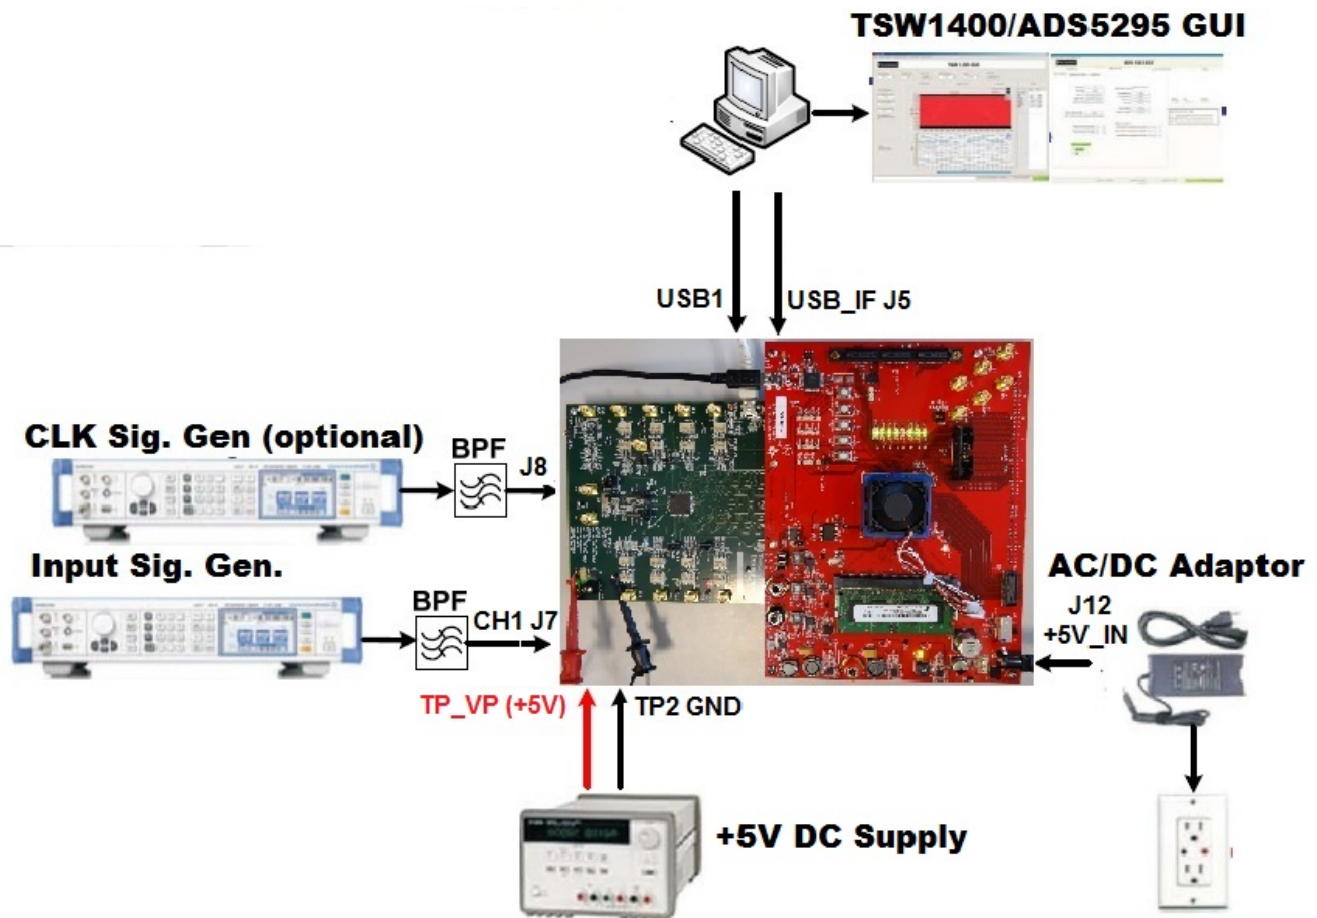 TSW1400/ADS5295 GUI
USB1
USB_IF J5
CLK Sig. Gen (optional)
BPF
J8
Input Sig. Gen.
BPF
CH1 J7
AC/DC Adaptor
J12
+5V_IN
TP_VP (+5V)
TP2 GND
+5V DC Supply